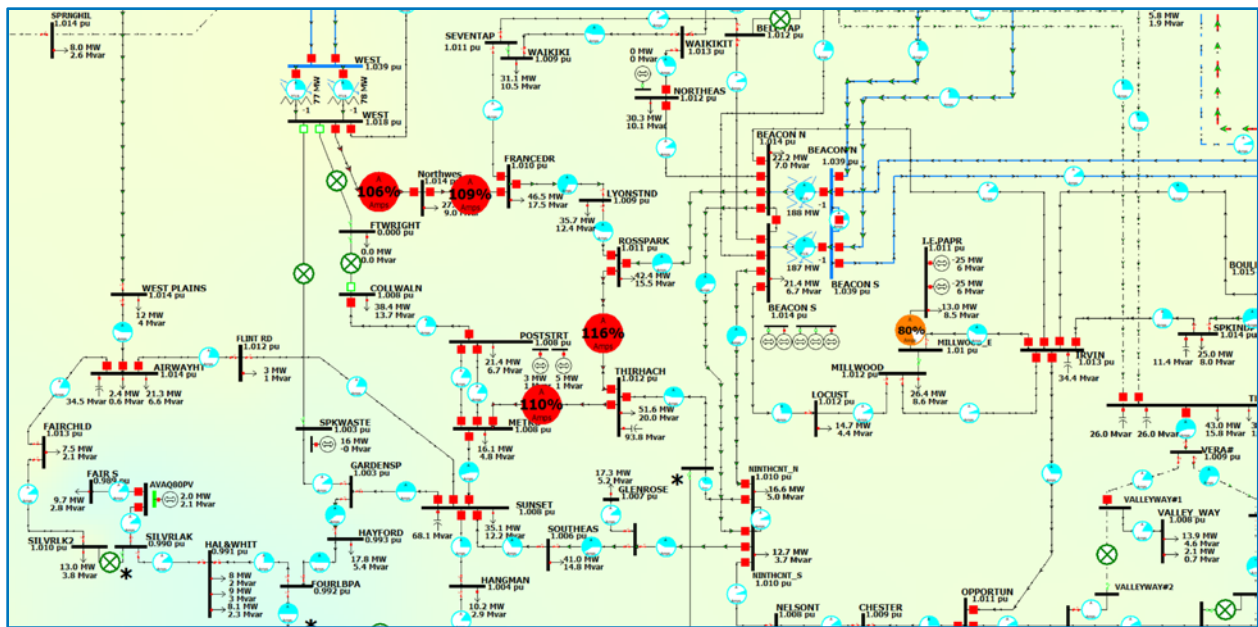 SPRNGHIL
1.014 pu
8.0 MW
2.6 Mvar
WEST
1.039 pu
77 MW
78 MW
-1
-1
WEST
1.018 pu
SEVENTAP
1.011 pu
WAIKIKI
1.009 pu
31.1 MW
10.5 Mvar
WAIKIKIT
1.013 pu
1.012 pu
0 MW
0 Mvar
NORTHEAS
1.012 pu
30.3 MW
10.1 Mvar
5.8 MW
1.9 Mvar
BEACON N
1.014 pu
22.2 MW
7.0 Mvar
BEACON N
1.039 pu
-1
188 MW
-1
187 MW
BEACON S
1.039 pu
21.4 MW
6.7 Mvar
BEACON S
1.014 pu
106%
Amps
Northwes
1.014 pu
109%
Amps
FRANCEDR
1.010 pu
46.5 MW
17.5 Mvar
LYONSTND
1.009 pu
35.7 MW
12.4 Mvar
ROSSPARK
1.011 pu
42.4 MW
15.5 Mvar
FTWRIGHT
0.000 pu
0.0 MW
0.0 Mvar
COLLWALN
1.008 pu
38.4 MW
13.7 Mvar
WEST PLAINS
1.014 pu
12 MW
4 Mvar
I.E.PAPR
1.011 pu
-25 MW
6 Mvar
-25 MW
6 Mvar
13.0 MW
8.5 Mvar
80%
MILLWOOD_E
1.01 pu
MILLWOOD
1.012 pu
26.4 MW
8.6 Mvar
IRVIN
1.013 pu
34.4 Mvar
1.015
1.014 pu
25.0 MW
8.0 Mvar
11.4 Mvar
116%
Amps
POSTSTRT
1.008 pu
21.4 MW
6.7 Mvar
3 MW
5 MW
110%
Amps
THIRHACH
1.012 pu
51.6 MW
20.0 Mvar
93.8 Mvar
1.008 pu
16.1 MW
4.8 Mvar
FLINT RD
1.012 pu
3 MW
1 Mvar
AIRWAYHT
1.014 pu
34.5 Mvar
2.4 MW
0.6 Mvar
21.3 MW
6.6 Mvar
LOCUST
1.012 pu
14.7 MW
4.4 Mvar
26.0 Mvar
26.0 Mvar
43.0 MW
15.8 Mvar
VERA#
1.009 pu
FAIRCHLD
1.013 pu
7.5 MW
2.1 Mvar
SPKWASTE
1.003 pu
16 MW
-0 Mvar
GARDENSP
1.003 pu
FAIR S
0.989 pu
9.7 MW
2.8 Mvar
AVAQ80PV
2.0 MW
2.1 Mvar
SILVRLK2
1.010 pu
13.0 MW
3.8 Mvar
SILVRLAK
0.990 pu
*
HAL&WHIT
0.991 pu
8 MW
2 Mvar
9 MW
3 Mvar
8.1 MW
2.3 Mvar
HAYFORD
0.993 pu
17.8 MW
5.4 Mvar
FOURLBPA
0.992 pu
*
SUNSET
1.008 pu
68.1 Mvar
35.1 MW
12.2 Mvar
HANGMAN
1.004 pu
10.2 MW
2.9 Mvar
SOUTHEAS
1.006 pu
41.0 MW
14.8 Mvar
17.3 MW
5.2 Mvar
GLENROSE
1.007 pu
*
NINTHCNT_N
1.010 pu
16.6 MW
5.0 Mvar
12.7 MW
3.7 Mvar
NINTHCNT_S
1.010 pu
NELSONT
1.008 pu
CHESTER
1.009 pu
OPPORTUN
1.011 pu
VALLEYWAY#1
VALLEY_WAY
1.008 pu
13.9 MW
4.6 Mvar
2.1 MW
0.7 Mvar
VALLEYWAY#2